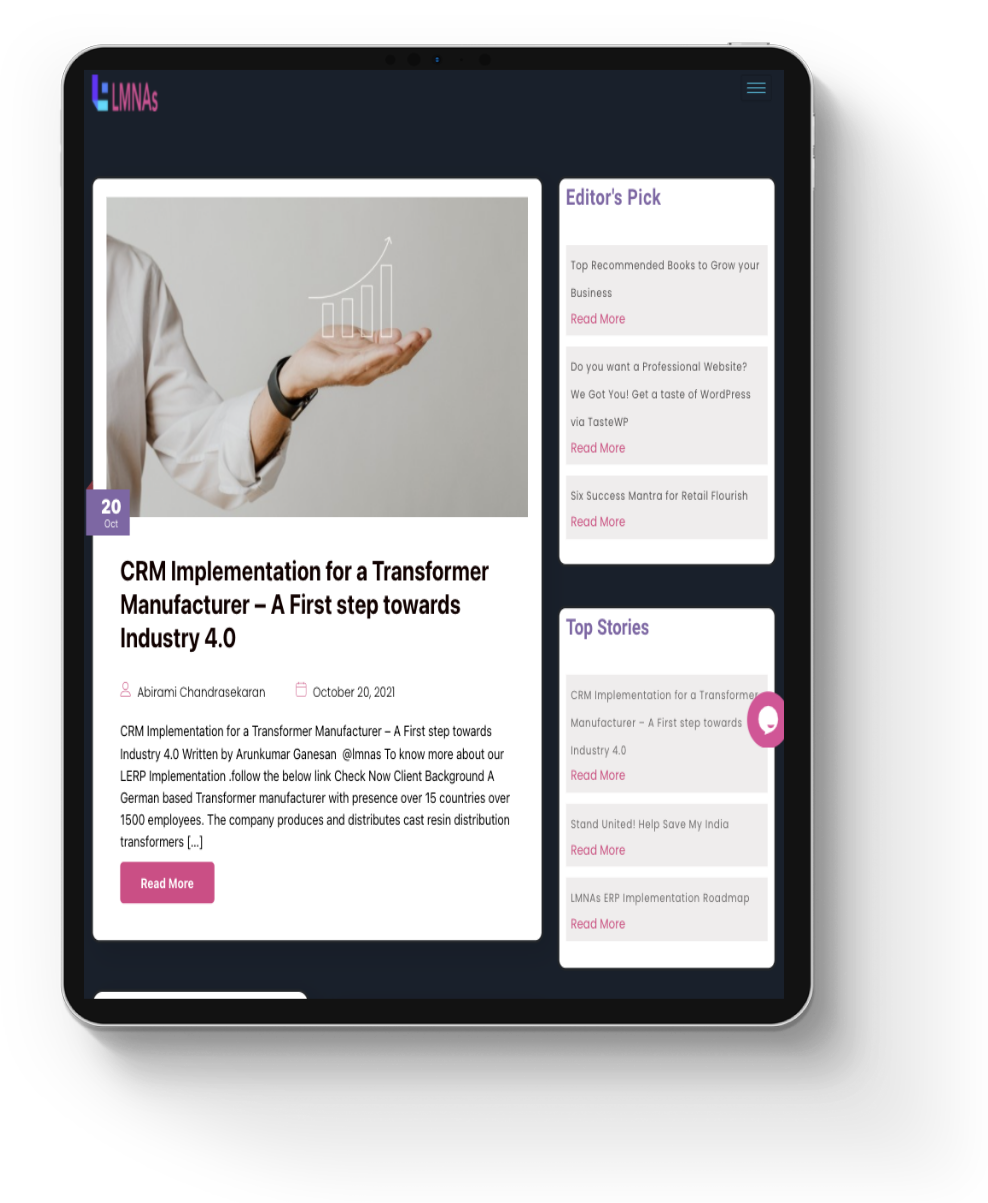 LMNAs
20
Oct
CRM Implementation for a Transformer
Manufacturer – A First step towards
Industry 4.0
Abirami Chandrasekaran
October 20, 2021
CRM Implementation for a Transformer Manufacturer – A First step towards
Industry 4.0 Written by Arunkumar Ganesan  @lmnas To know more about our
LERP Implementation .follow the below link Check Now Client Background A
German based Transformer manufacturer with presence over 15 countries over
1500 employees. The company produces and distributes cast resin distribution
transformers [...]
Read More
Editor's Pick
Top Recommended Books to Grow your
Business
Read More
Do you want a Professional Website?
We Got You! Get a taste of WordPress
via TasteWP
Read More
Six Success Mantra for Retail Flourish
Read More
Top Stories
CRM Implementation for a Transformer
Manufacturer – A First step towards
Industry 4.0
Read More
Stand United! Help Save My India
Read More
LMNAs ERP Implementation Roadmap
Read More